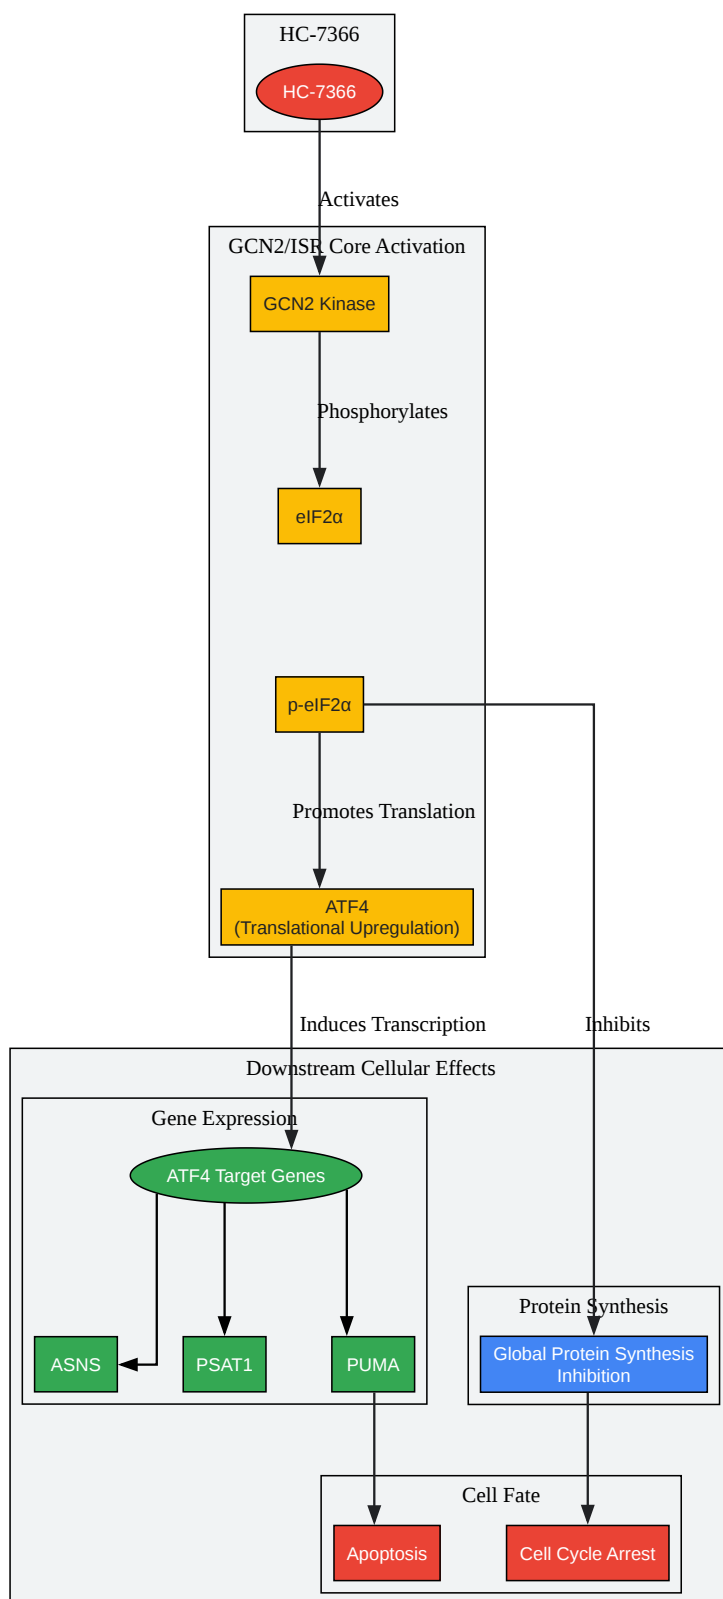 HC-7366
HC-7366
Activates
GCN2/ISR Core Activation
GCN2 Kinase
Phosphorylates
eIF2α
p-eIF2α
Promotes Translation
ATF4
(Translational Upregulation)
Induces Transcription
Inhibits
Downstream Cellular Effects
Gene Expression
ATF4 Target Genes
Protein Synthesis
ASNS
PSAT1
PUMA
Global Protein Synthesis
Inhibition
Cell Fate
Apoptosis
Cell Cycle Arrest